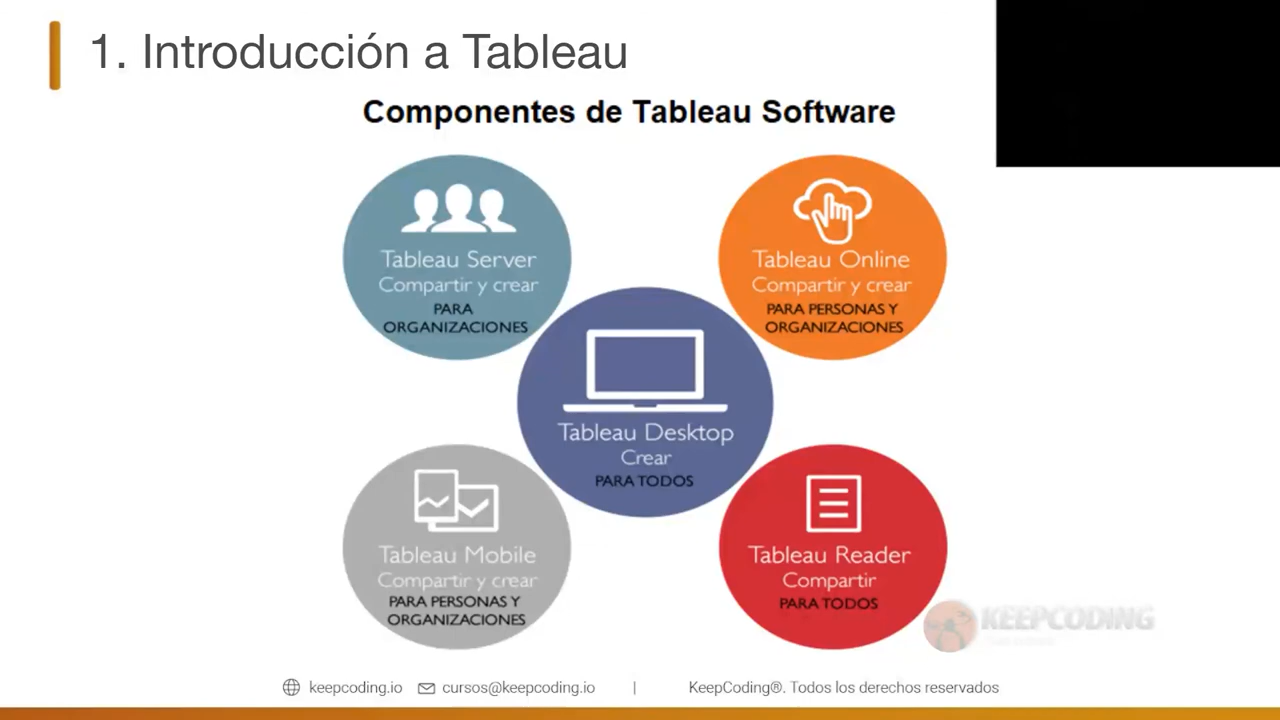 1. Introducción a Tableau
Componentes de Tableau Software
Tableau Server
Compartir y crear
PARA
ORGANIZACIONES
Tableau Online
Compartir y crear
PARA PERSONAS Y
ORGANIZACIONES
Tableau Desktop
Crear
PARA TODOS
Tableau Mobile
Compartir y crear
PARA PERSONAS Y
ORGANIZACIONES
Tableau Reader
Compartir
PARA TODOS
KEEPCODING
keepcoding.io
cursos@keepcoding.io
|
KeepCoding®. Todos los derechos reservados